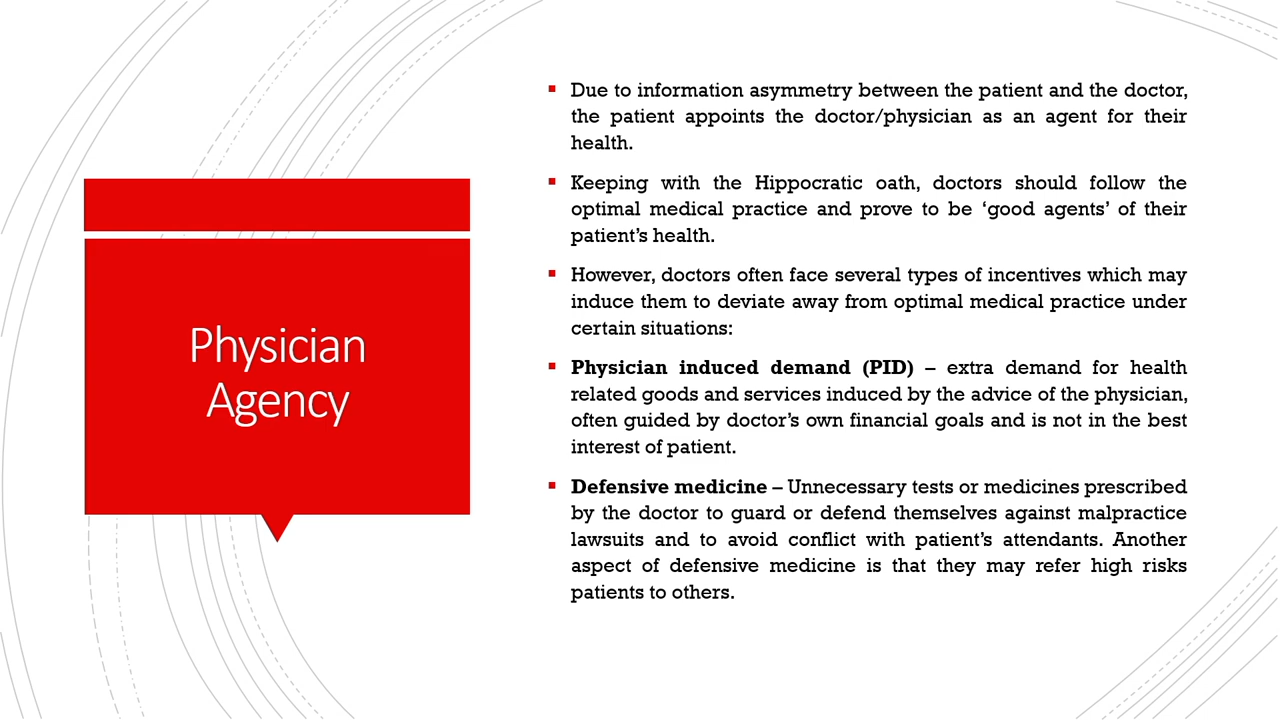 Physician
Agency
Due to information asymmetry between the patient and the doctor,
the patient appoints the doctor/physician as an agent for their
health.
Keeping with the Hippocratic oath, doctors should follow the
optimal medical practice and prove to be ‘good agents’ of their
patient’s health.
However, doctors often face several types of incentives which may
induce them to deviate away from optimal medical practice under
certain situations:
Physician induced demand (PID) – extra demand for health
related goods and services induced by the advice of the physician,
often guided by doctor’s own financial goals and is not in the best
interest of patient.
Defensive medicine – Unnecessary tests or medicines prescribed
by the doctor to guard or defend themselves against malpractice
lawsuits and to avoid conflict with patient’s attendants. Another
aspect of defensive medicine is that they may refer high risks
patients to others.